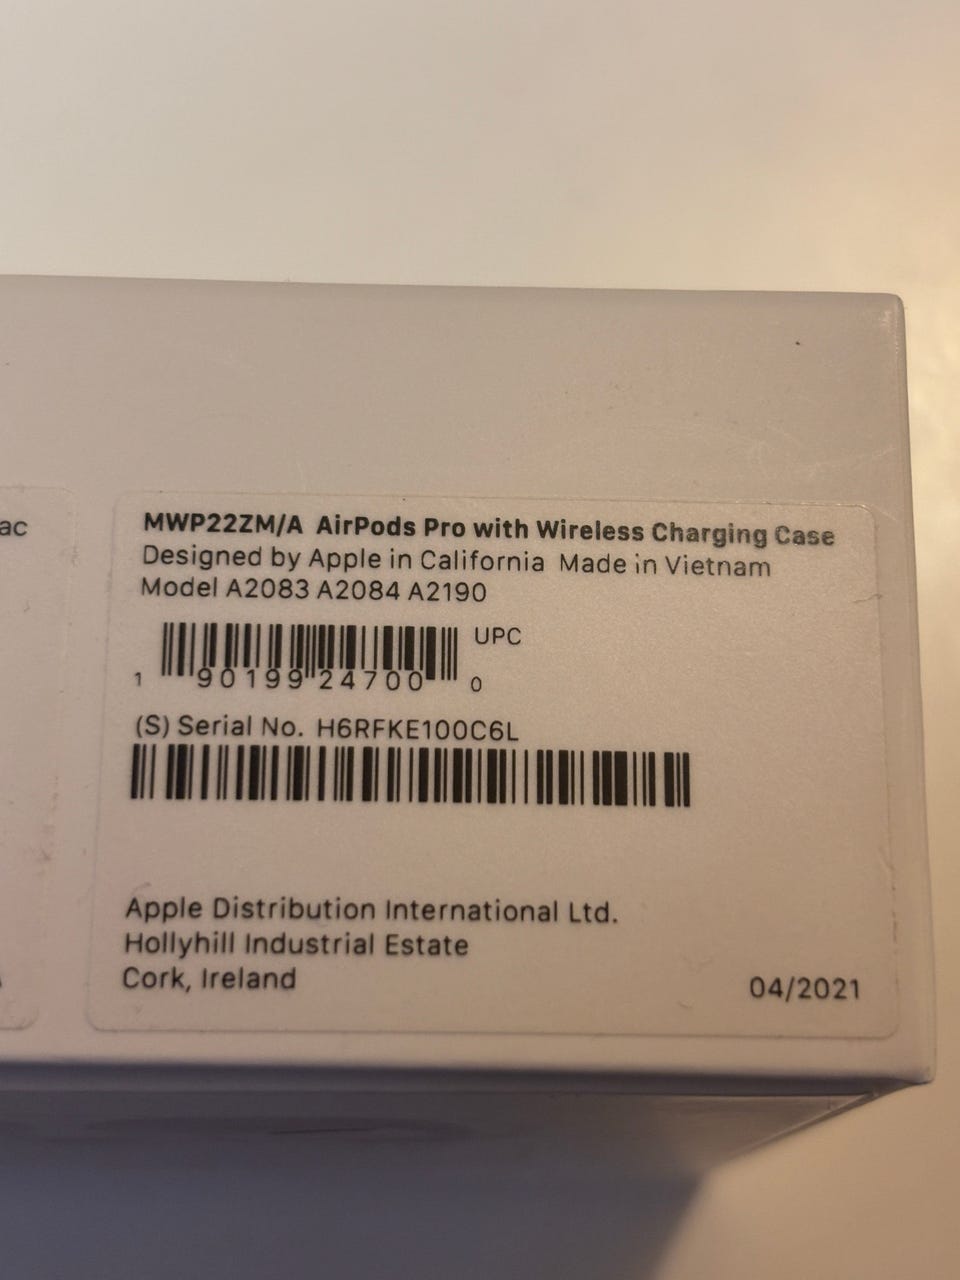 ac
MWP22ZM/A AirPods Pro with Wireless Charging Case
Designed by Apple in California Made in Vietnam
Model A2083 A2084 A2190
UPC
1 90199 24700 0
(S) Serial No. H6RFKE100C6L
Apple Distribution International Ltd.
Hollyhill Industrial Estate
Cork, Ireland
04/2021